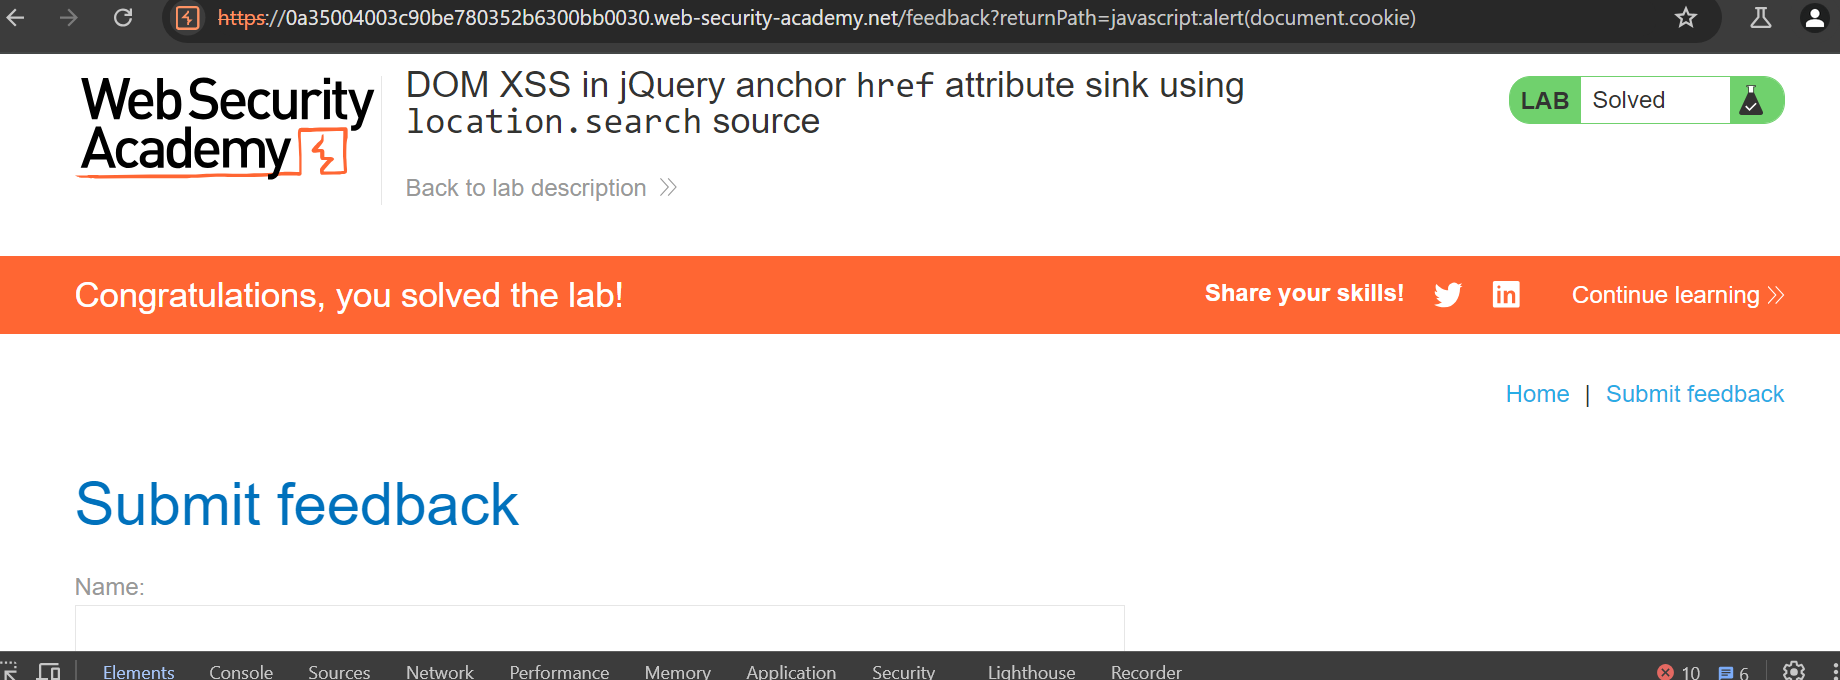 https://0a35004003c90be780352b6300bb0030.web-security-academy.net/feedback?returnPath=javascript:alert(document.cookie)
Web Security
Academy
DOM XSS in jQuery anchor href attribute sink using
location.search source
LAB Solved
Back to lab description
Congratulations, you solved the lab!
Share your skills!
Continue learning
Home | Submit feedback
Submit feedback
Name:
Elements Console Sources Network Performance Memory Application Security Lighthouse Recorder 10 6